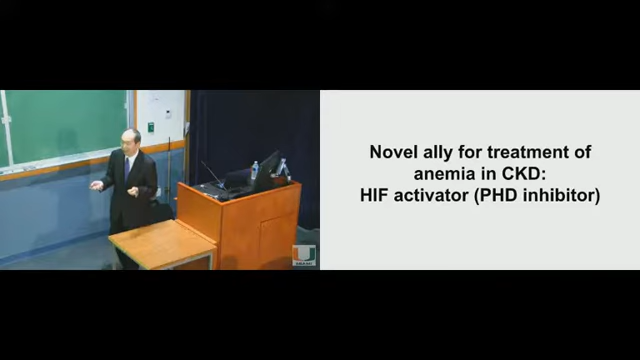 Novel ally for treatment of
anemia in CKD:
HIF activator (PHD inhibitor)